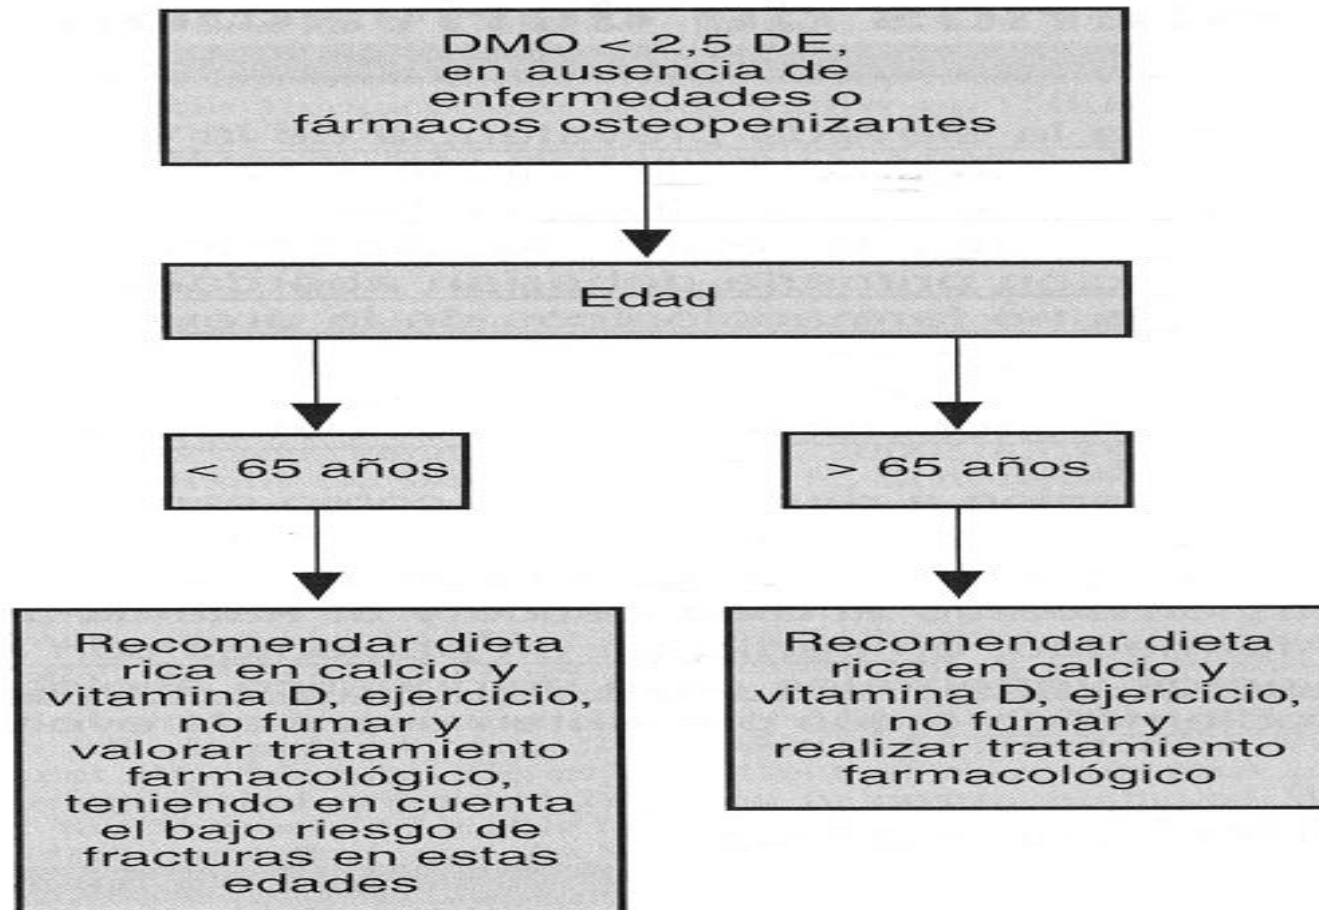 DMO < 2,5 DE,
en ausencia de
enfermedades o
fármacos osteopenizantes
Edad
< 65 años
> 65 años
Recomendar dieta
rica en calcio y
vitamina D, ejercicio,
no fumar y
valorar tratamiento
farmacológico,
teniendo en cuenta
el bajo riesgo de
fracturas en estas
edades
Recomendar dieta
rica en calcio y
vitamina D, ejercicio,
no fumar y
realizar tratamiento
farmacológico